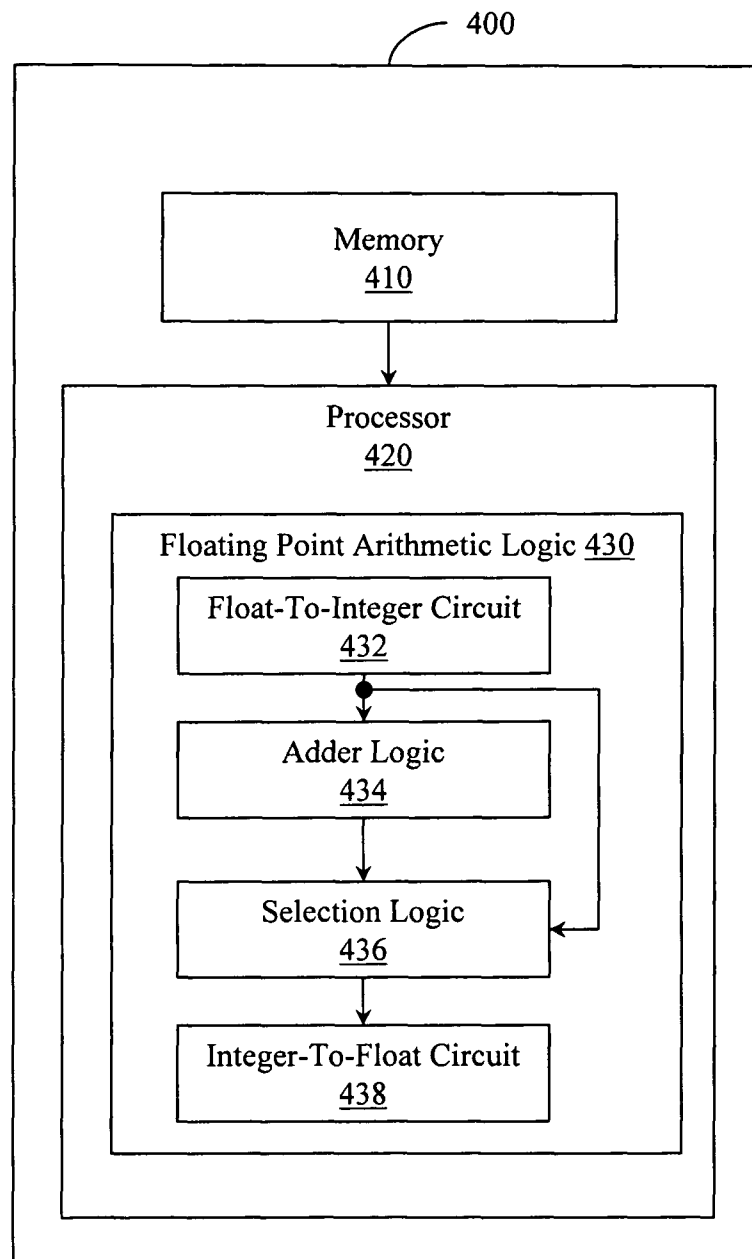 400
Memory
410
Processor
420
Floating Point Arithmetic Logic 430
Float-To-Integer Circuit
432
Adder Logic
434
Selection Logic
436
Integer-To-Float Circuit
438